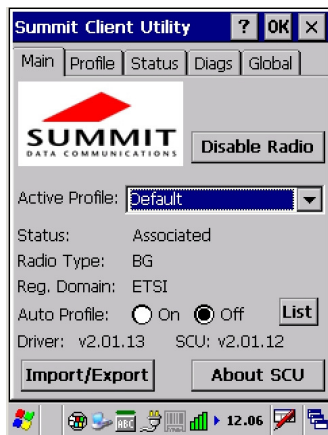 Summit Client Utility ? OK ×
Main Profile Status Diags Global
SUMMIT
DATA COMMUNICATIONS
Disable Radio
Active Profile: Default
Status: Associated
Radio Type: BG
Reg. Domain: ETSI
Auto Profile: On Off List
Driver: v2.01.13 SCU: v2.01.12
Import/Export About SCU
ABC 12.06